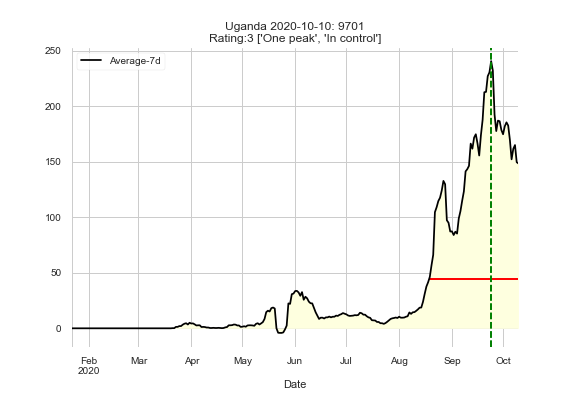 Uganda 2020-10-10: 9701
Rating:3 ['One peak', 'In control']
Average-7d
250
200
150
100
50
0
Feb
2020
Mar
Apr
May
Jun
Jul
Aug
Sep
Oct
Date